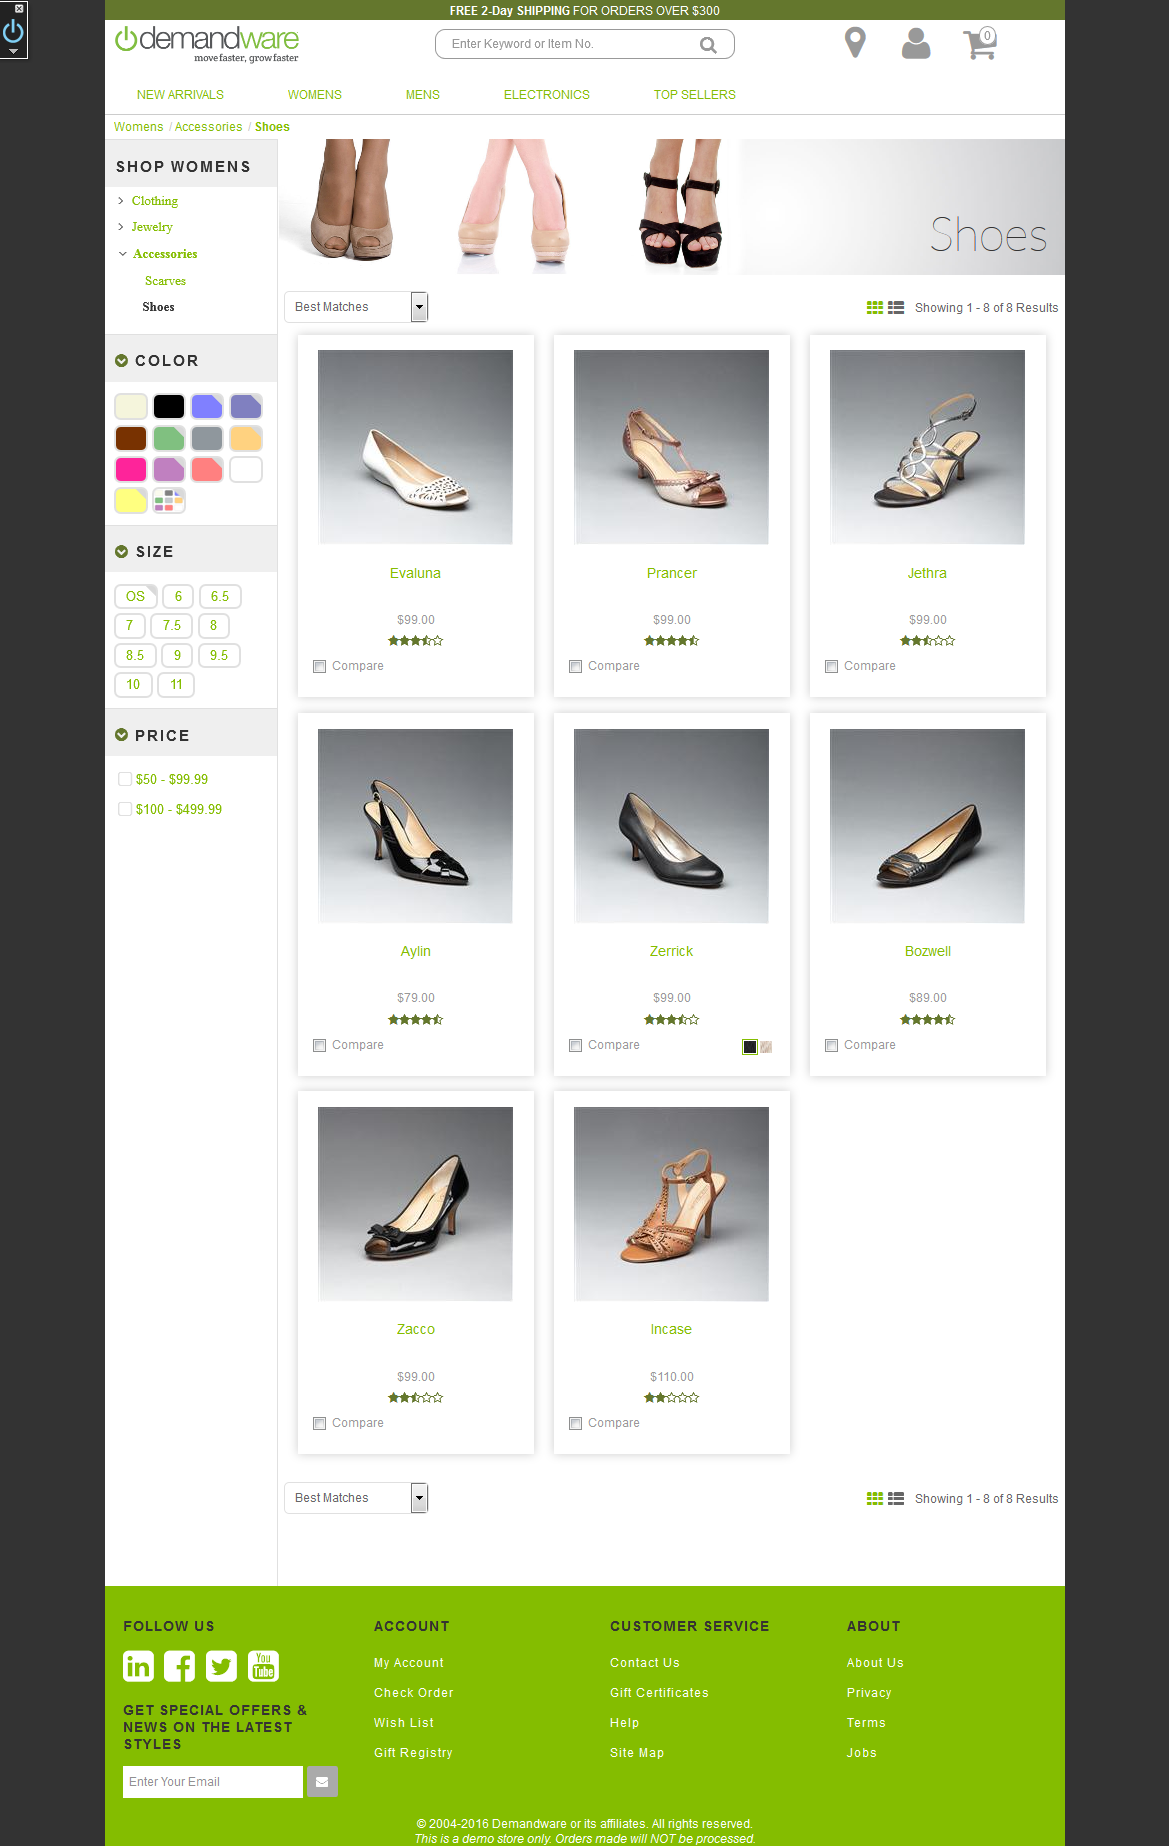 FREE 2-Day SHIPPING FOR ORDERS OVER $300
demandware
move faster, grow faster
Enter Keyword or Item No.
0
NEW ARRIVALS WOMENS MENS ELECTRONICS TOP SELLERS
Womens / Accessories / Shoes
SHOP WOMENS
Clothing
Jewelry
Accessories
Scarves
Shoes
Shoes
Best Matches
Showing 1 - 8 of 8 Results
COLOR
SIZE
OS 6 6.5
7 7.5 8
8.5 9 9.5
10 11
PRICE
$50 - $99.99
$100 - $499.99
Evaluna
$99.00
Compare
Prancer
$99.00
Compare
Jethra
$99.00
Compare
Aylin
$79.00
Compare
Zerrick
$99.00
Compare
Bozwell
$89.00
Compare
Zacco
$99.00
Compare
Incase
$110.00
Compare
Best Matches
Showing 1 - 8 of 8 Results
FOLLOW US
in
You
Tube
GET SPECIAL OFFERS &
NEWS ON THE LATEST
STYLES
Enter Your Email
ACCOUNT
My Account
Check Order
Wish List
Gift Registry
CUSTOMER SERVICE
Contact Us
Gift Certificates
Help
Site Map
ABOUT
About Us
Privacy
Terms
Jobs
© 2004-2016 Demandware or its affiliates. All rights reserved.
This is a demo store only. Orders made will NOT be processed.